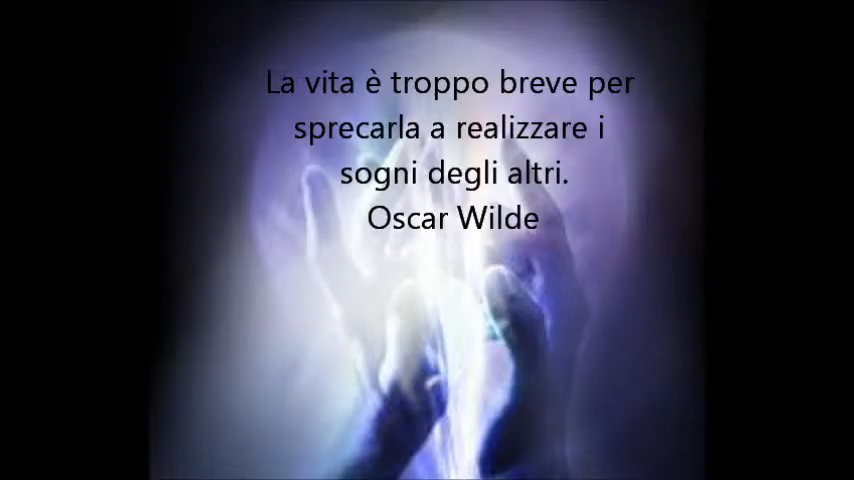 La vita è troppo breve per
sprecarla a realizzare i
sogni degli altri.
Oscar Wilde